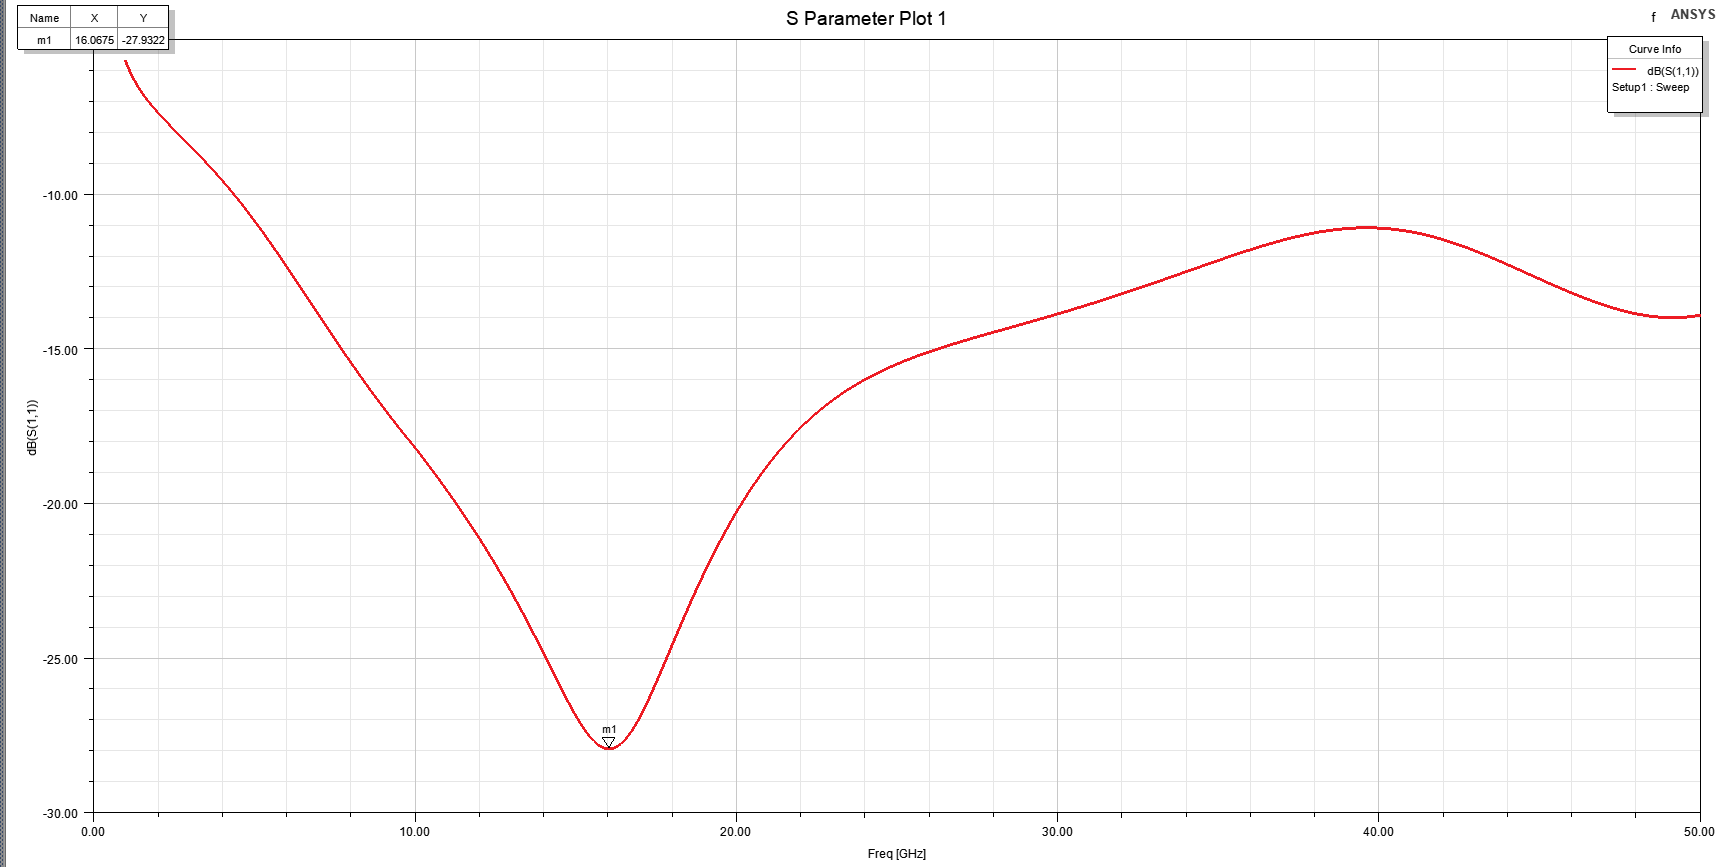 S Parameter Plot 1
f ANSYS
Name X Y
m1 16.0675 -27.9322
Curve Info
dB(S(1,1))
Setup1 : Sweep
-10.00
-15.00
-20.00
-25.00
-30.00
dB(S(1,1))
m1
0.00 10.00 20.00 30.00 40.00 50.00
Freq [GHz]